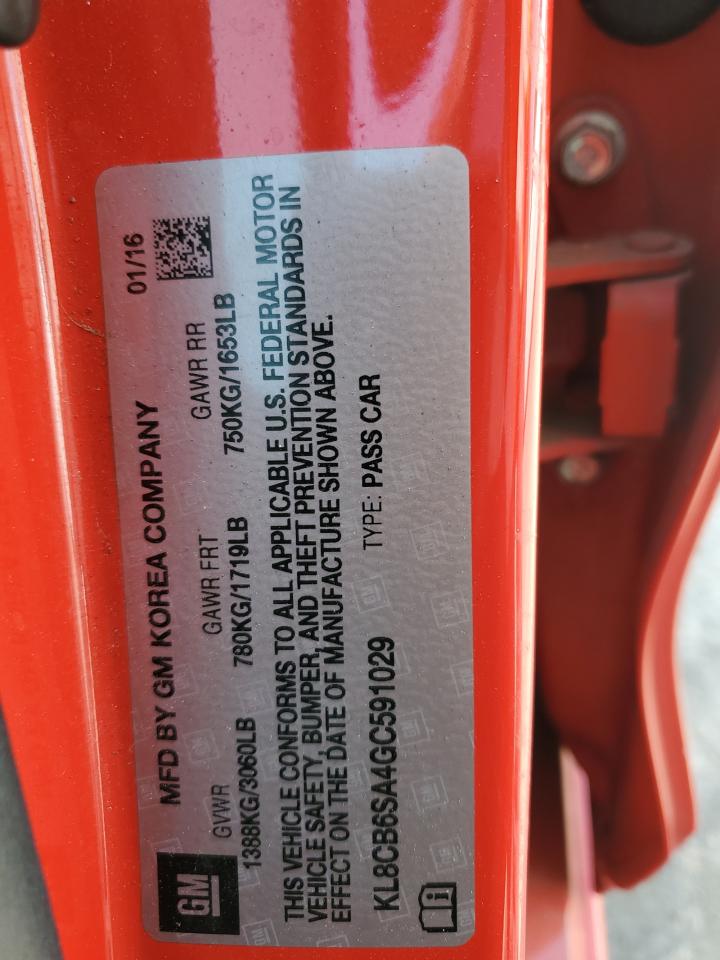 GM
MFD BY GM KOREA COMPANY 01/16
GVWR GAWR FRT GAWR RR
1388KG/3060LB 780KG/1719LB 750KG/1653LB
THIS VEHICLE CONFORMS TO ALL APPLICABLE U.S. FEDERAL MOTOR
VEHICLE SAFETY, BUMPER, AND THEFT PREVENTION STANDARDS IN
EFFECT ON THE DATE OF MANUFACTURE SHOWN ABOVE.
KL8CB6SA4GC591029 TYPE: PASS CAR